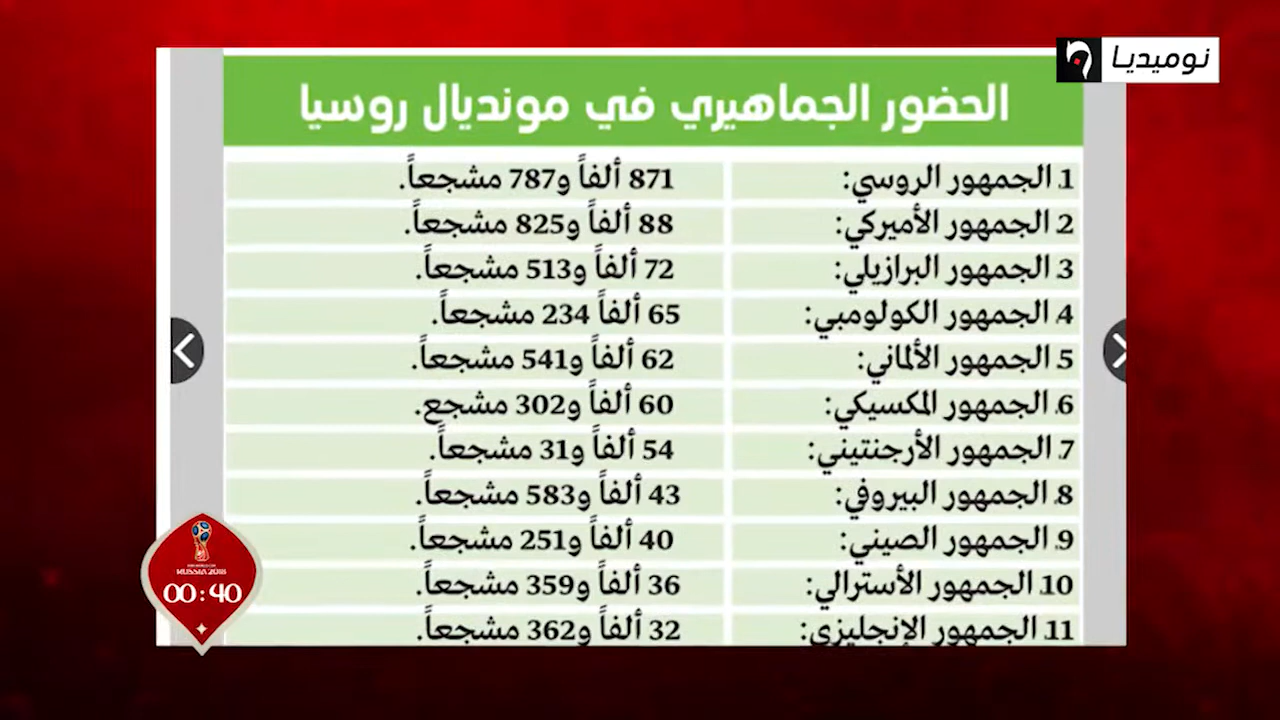 نوميديا
الحضور الجماهيري في مونديال روسيا
1. الجمهور الروسي: 871 ألفاً و787 مشجعاً.
2. الجمهور الأميركي: 88 ألفاً و825 مشجعاً.
3. الجمهور البرازيلي: 72 ألفاً و513 مشجعاً.
4. الجمهور الكولومبي: 65 ألفاً 234 مشجعاً.
5. الجمهور الألماني: 62 ألفاً و541 مشجعاً.
6. الجمهور المكسيكي: 60 ألفاً و302 مشجع.
7. الجمهور الأرجنتيني: 54 ألفاً و31 مشجعاً.
8. الجمهور البيروفي: 43 ألفاً و583 مشجعاً.
9. الجمهور الصيني: 40 ألفاً و251 مشجعاً.
10. الجمهور الأسترالي: 36 ألفاً و359 مشجعاً.
11. الجمهور الإنجليزي: 32 ألفاً و362 مشجعاً.
FIFA WORLD CUP
RUSSIA 2018
00:40